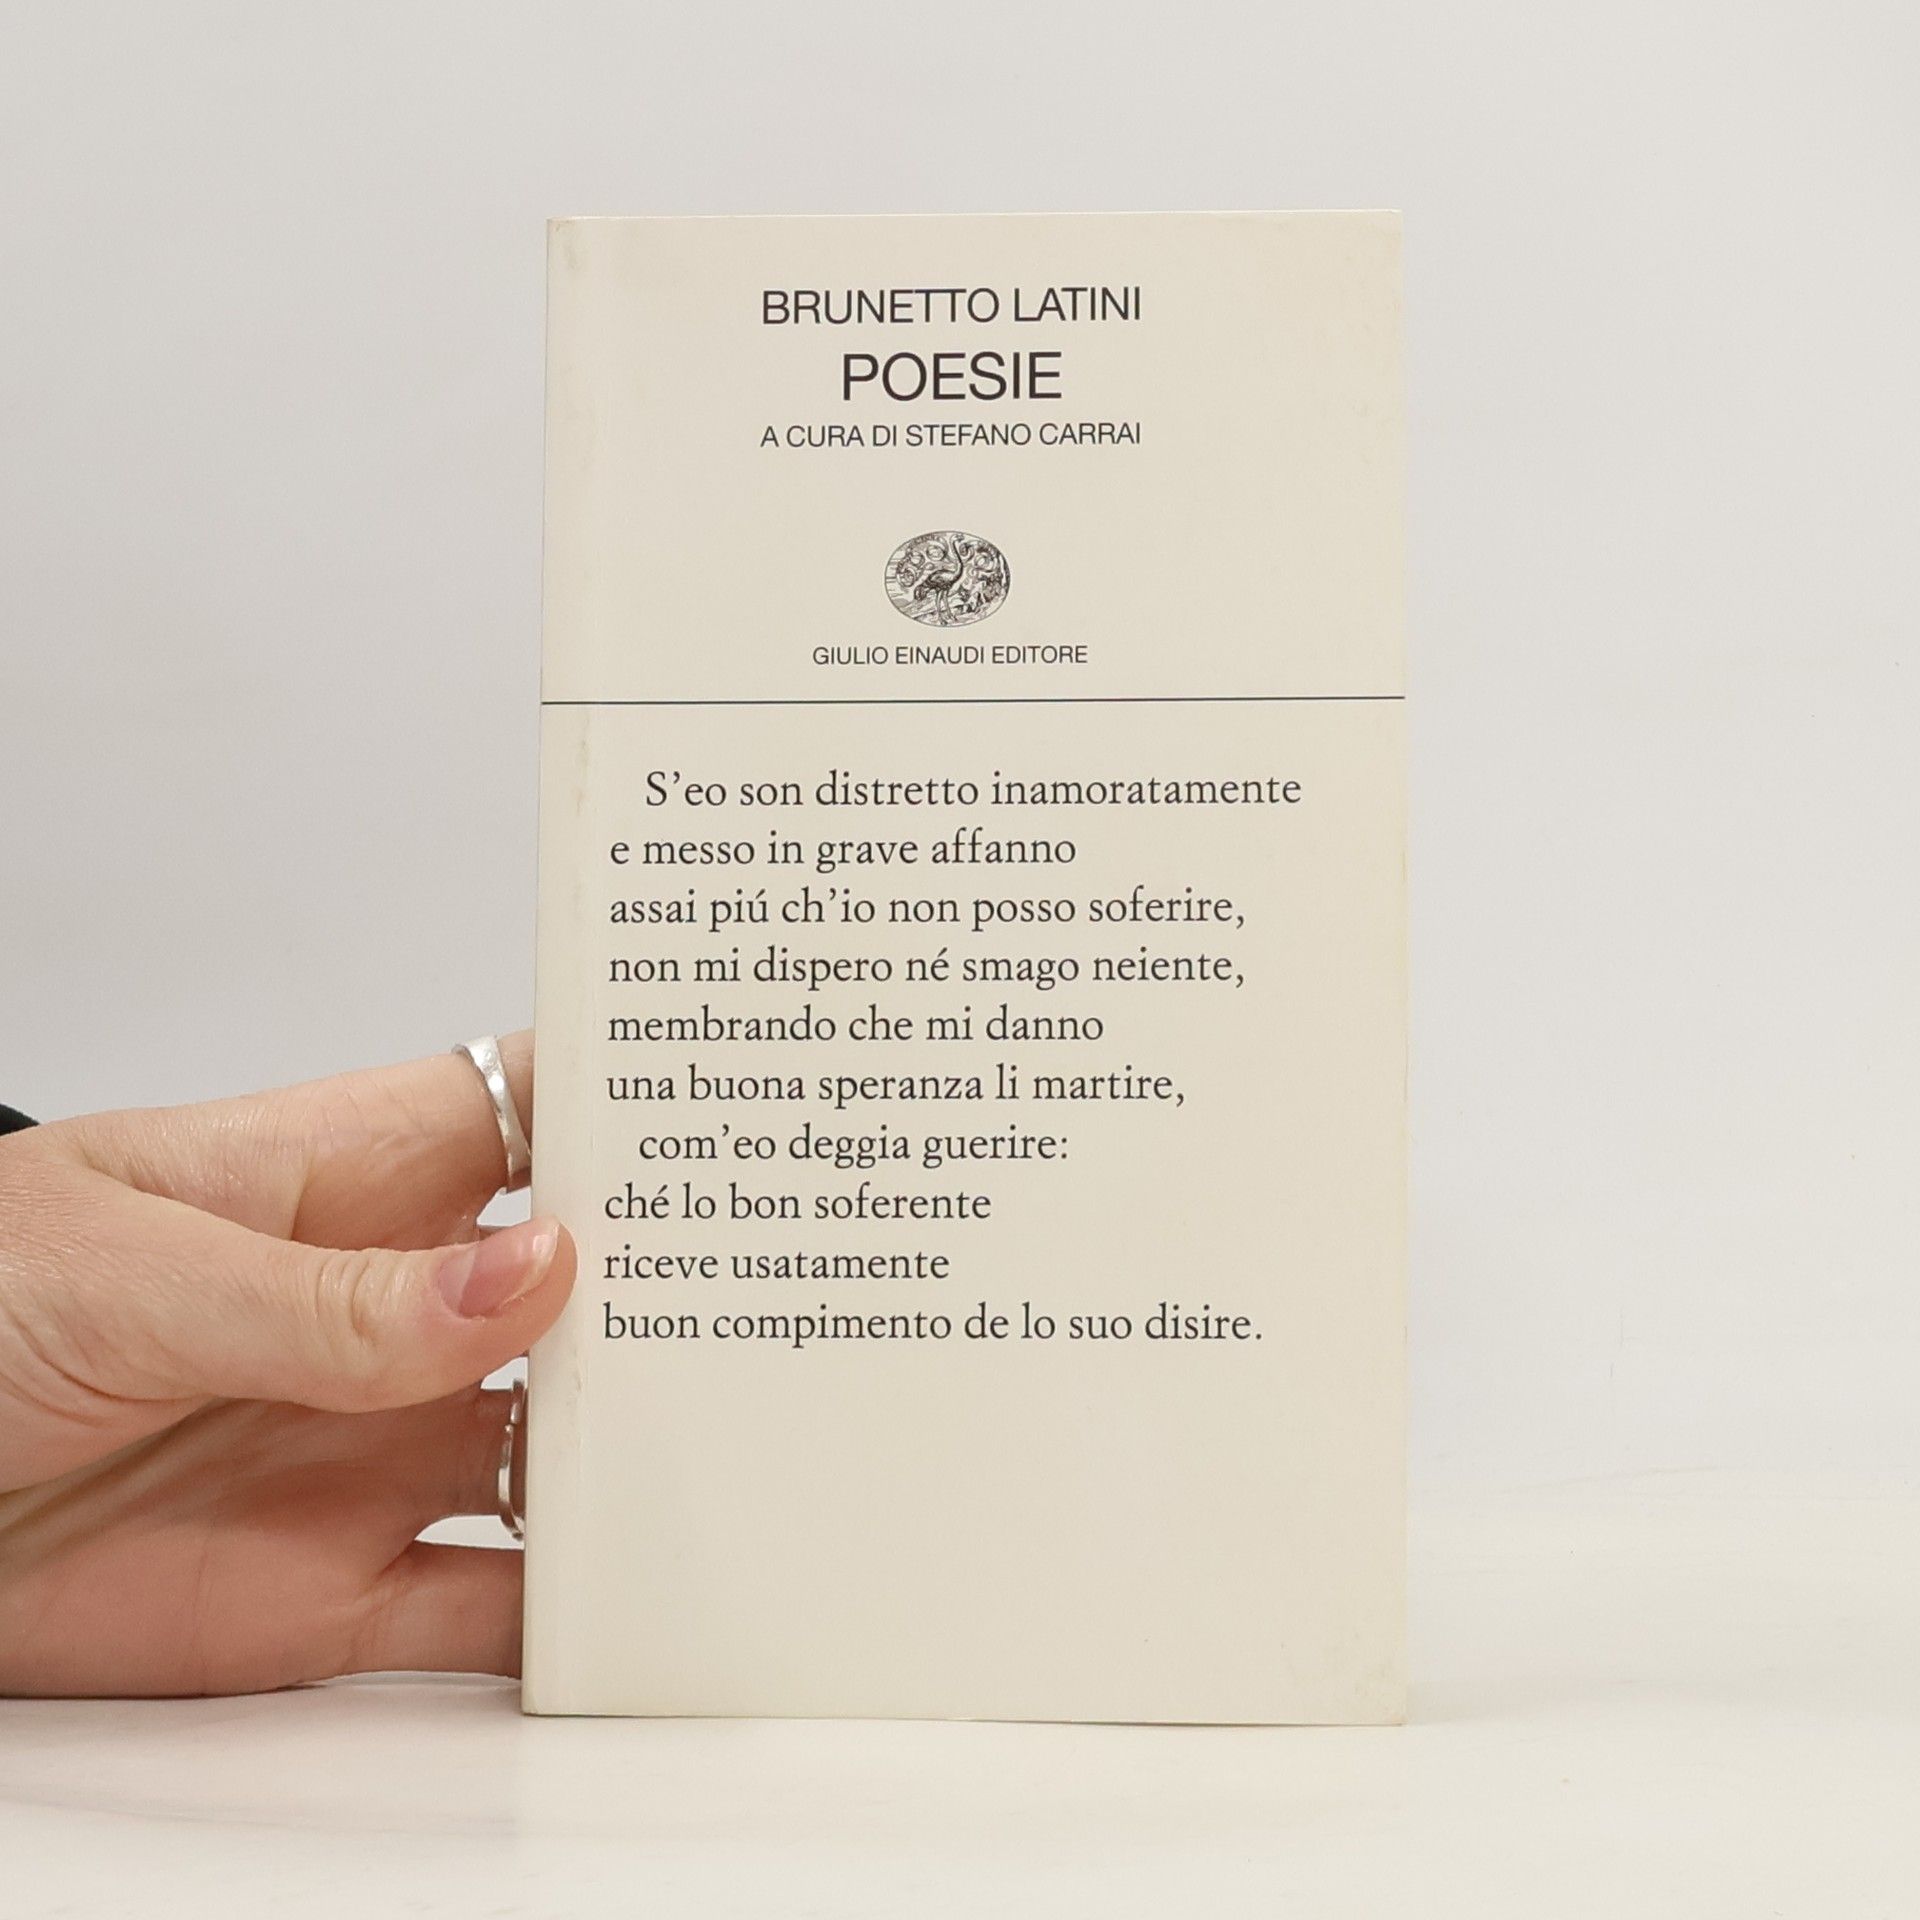 BRUNETTO LATINI
POESIE
A CURA DI STEFANO CARRAI
GIULIO EINAUDI EDITORE
S’eo son distretto inamoratamente
e messo in grave affanno
assai piú ch’io non posso soferire,
non mi dispero né smago neiente,
membrando che mi danno
una buona speranza li martire,
com’eo deggia guerire:
ché lo bon soferente
riceve usatamente
buon compimento de lo suo disire.